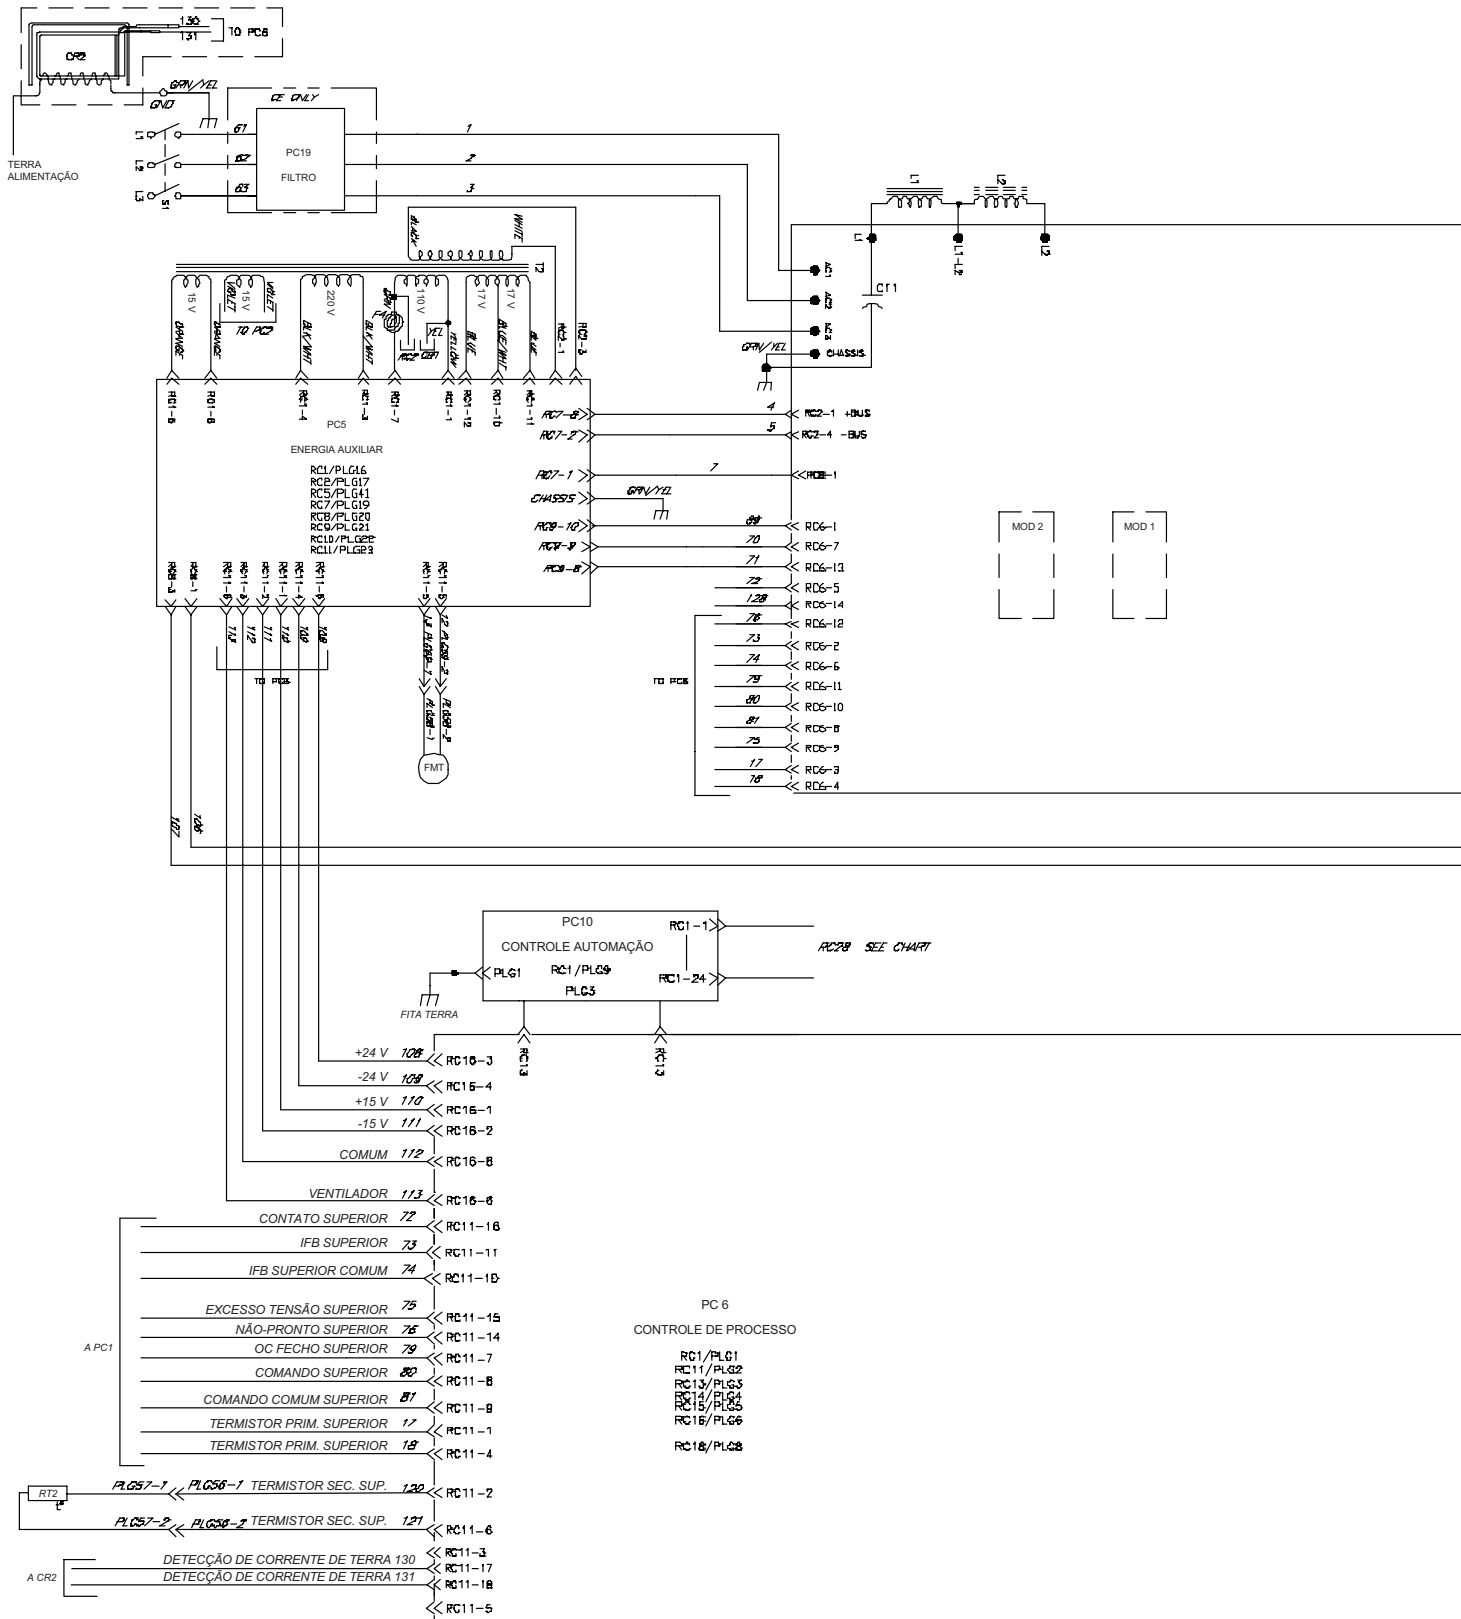 130
131
TO PC6
CR2
GRN/YEL
GND
TERRA
ALIMENTAÇÃO
CE ONLY
L1
L2
L3
S1
61
62
63
PC19
FILTRO
1
2
3
BLACK
WHITE
T2
15 V
VIOLET
15 V
VIOLET
TO PC2
220 V
110 V
17 V
17 V
ORANGE
ORANGE
BLK/WHT
BLK/WHT
YEL
YELLOW
BLUE
BLUE/WHT
BLUE
RC2-1
RC2-3
L1
L2
L1
L1-L2
L2
AC1
AC2
AC3
CHASSIS
GRN/YEL
RC1-6
RC1-8
RC1-4
RC1-3
RC1-7
RC1-1
RC1-12
RC1-10
RC1-11
PC5
ENERGIA AUXILIAR
RC1/PLG16
RC2/PLG17
RC5/PLG41
RC7/PLG19
RC8/PLG20
RC9/PLG21
RC10/PLG22
RC11/PLG23
RC7-2
RC7-1
CHASSIS
GRN/YEL
RC9-10
4
RC2-1 +BUS
5
RC2-4 -BUS
7
RC6-1
70
RC6-7
71
RC6-13
72
RC6-5
128
RC6-14
76
RC6-12
73
RC6-2
74
RC6-6
79
RC6-11
80
RC6-10
81
RC6-8
75
RC6-9
17
RC6-3
18
RC6-4
TO PC6
MOD 2
MOD 1
RC8-3
RC8-1
RC11-2
RC11-1
RC11-4
113
112
111
110
109
108
TO PC6
FMT
107
106
PC10
CONTROLE AUTOMAÇÃO
RC1/PLG9
PLG3
PLG1
RC1-1
RC1-24
RC28 SEE CHART
FITA TERRA
RC13
RC13
+24 V 108 RC16-3
-24 V 109 RC16-4
+15 V 110 RC16-1
-15 V 111 RC16-2
COMUM 112 RC16-8
VENTILADOR 113 RC16-6
CONTATO SUPERIOR 72 RC11-16
IFB SUPERIOR 73 RC11-11
IFB SUPERIOR COMUM 74 RC11-10
EXCESSO TENSÃO SUPERIOR 75 RC11-15
NÃO-PRONTO SUPERIOR 76 RC11-14
OC FECHO SUPERIOR 79 RC11-7
COMANDO SUPERIOR 80 RC11-8
COMANDO COMUM SUPERIOR 81 RC11-9
TERMISTOR PRIM. SUPERIOR 17 RC11-1
TERMISTOR PRIM. SUPERIOR 18 RC11-4
A PC1
RT2
t°
PLG57-1 PLG56-1 TERMISTOR SEC. SUP. 120 RC11-2
PLG57-2 PLG56-2 TERMISTOR SEC. SUP. 121 RC11-6
RC11-3
A CR2
DETECÇÃO DE CORRENTE DE TERRA 130 RC11-17
DETECÇÃO DE CORRENTE DE TERRA 131 RC11-18
RC11-5
PC 6
CONTROLE DE PROCESSO
RC1/PLG1
RC11/PLG2
RC13/PLG3
RC14/PLG4
RC15/PLG5
RC16/PLG6
RC18/PLG8